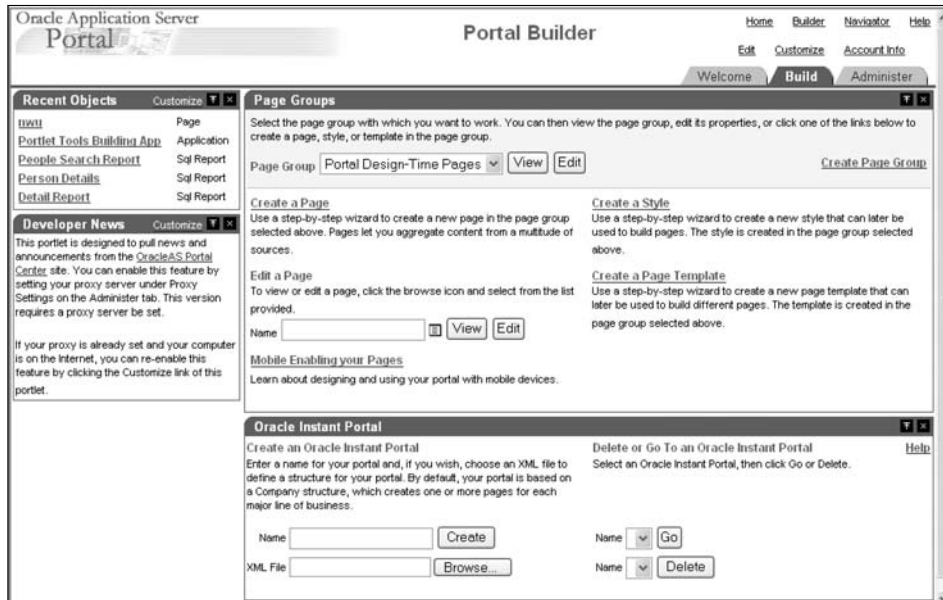 Oracle Application Server
Portal
Portal Builder
Home Builder Navigator Help
Edit Customize Account Info
Welcome Build Administer
Recent Objects Customize
nwu Page
Portlet Tools Building App Application
People Search Report Sql Report
Person Details Sql Report
Detail Report Sql Report
Developer News Customize
This portlet is designed to pull news and
announcements from the OracleAS Portal
Center site. You can enable this feature by
setting your proxy server under Proxy
Settings on the Administer tab. This version
requires a proxy server be set.
If your proxy is already set and your computer
is on the Internet, you can re-enable this
feature by clicking the Customize link of this
portlet.
Page Groups
Select the page group with which you want to work. You can then view the page group, edit its properties, or click one of the links below to
create a page, style, or template in the page group.
Page Group Portal Design-Time Pages View Edit Create Page Group
Create a Page
Use a step-by-step wizard to create a new page in the page group
selected above. Pages let you aggregate content from a multitude of
sources.
Edit a Page
To view or edit a page, click the browse icon and select from the list
provided.
Name View Edit
Mobile Enabling your Pages
Learn about designing and using your portal with mobile devices.
Create a Style
Use a step-by-step wizard to create a new style that can later be
used to build pages. The style is created in the page group selected
above.
Create a Page Template
Use a step-by-step wizard to create a new page template that can
later be used to build different pages. The template is created in the
page group selected above.
Oracle Instant Portal
Create an Oracle Instant Portal
Enter a name for your portal and, if you wish, choose an XML file to
define a structure for your portal. By default, your portal is based on
a Company structure, which creates one or more pages for each
major line of business.
Name Create
XML File Browse...
Delete or Go To an Oracle Instant Portal Help
Select an Oracle Instant Portal, then click Go or Delete.
Name Go
Name Delete